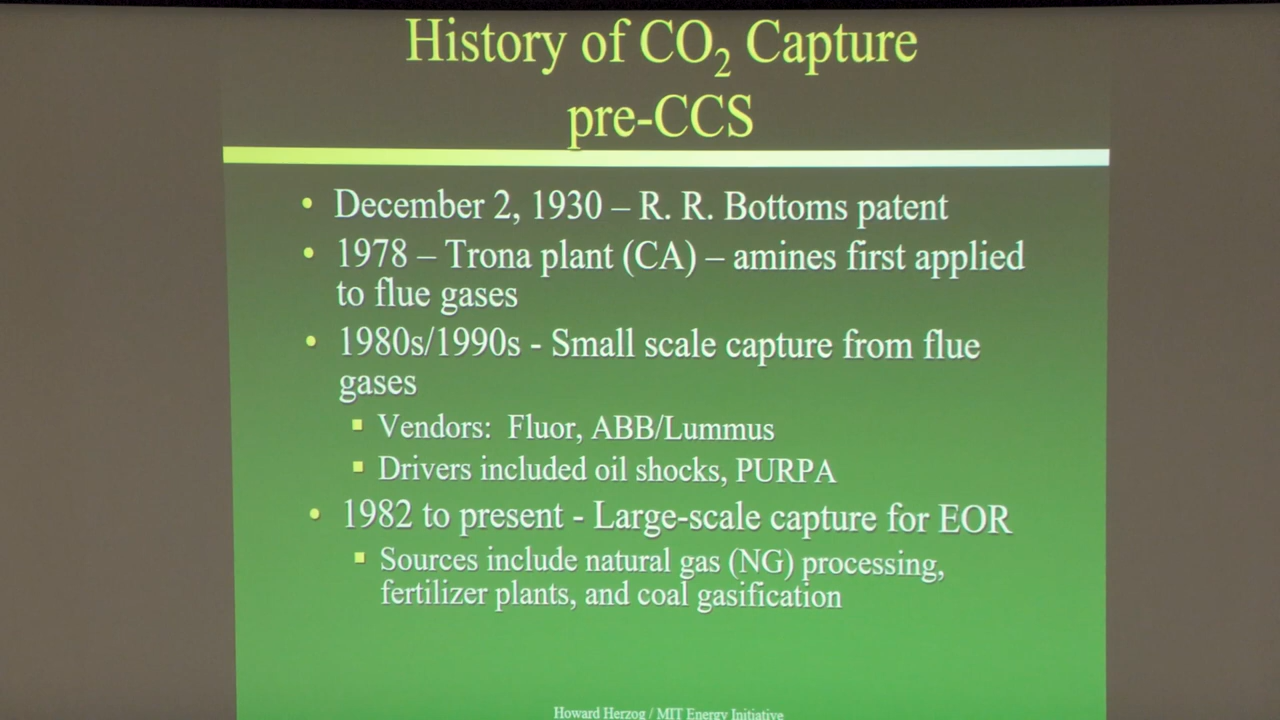 History of CO₂ Capture
pre-CCS
• December 2, 1930 – R. R. Bottoms patent
• 1978 – Trona plant (CA) – amines first applied
to flue gases
• 1980s/1990s - Small scale capture from flue
gases
▪ Vendors: Fluor, ABB/Lummus
▪ Drivers included oil shocks, PURPA
• 1982 to present - Large-scale capture for EOR
▪ Sources include natural gas (NG) processing,
fertilizer plants, and coal gasification
Howard Herzog / MIT Energy Initiative